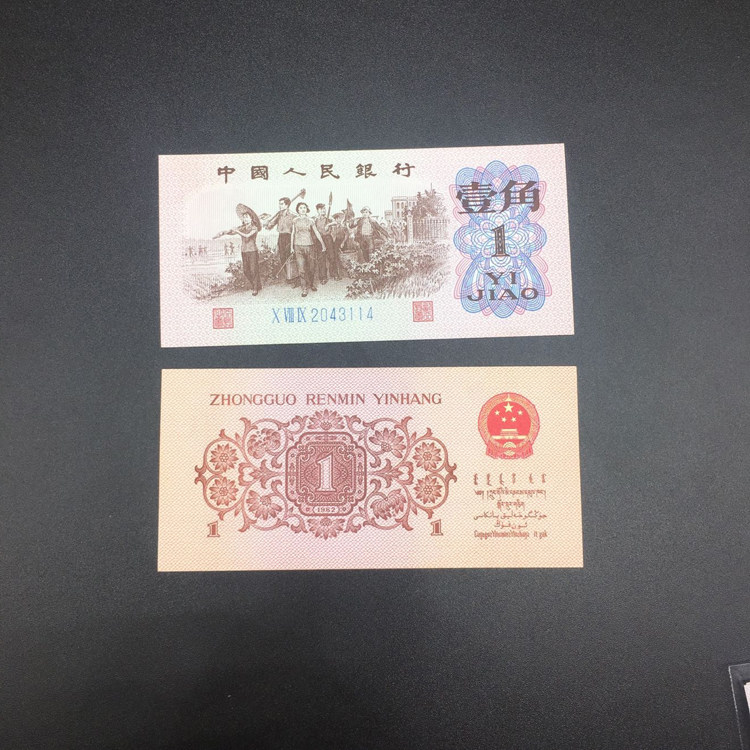 中國人民銀行
壹角
1
YI
JIAO
X VIII IX 2043114
ZHONGGUO RENMIN YINHANG
1
1962
1
1